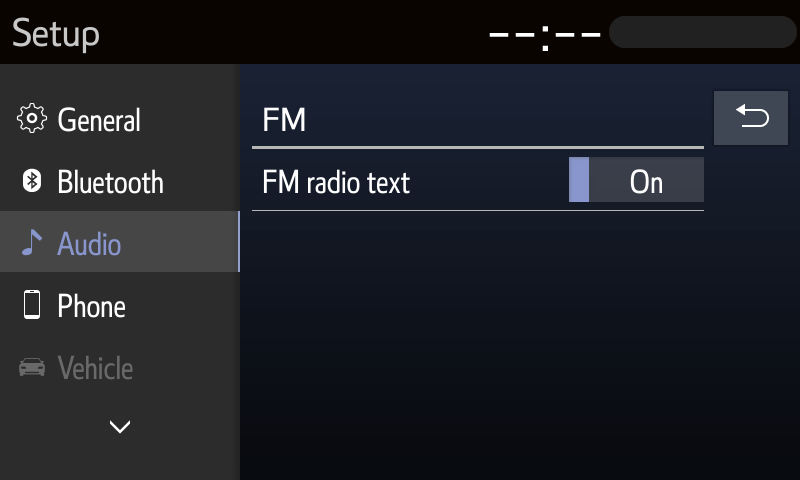 Setup
--:--
General
Bluetooth
Audio
Phone
Vehicle
FM
FM radio text
On